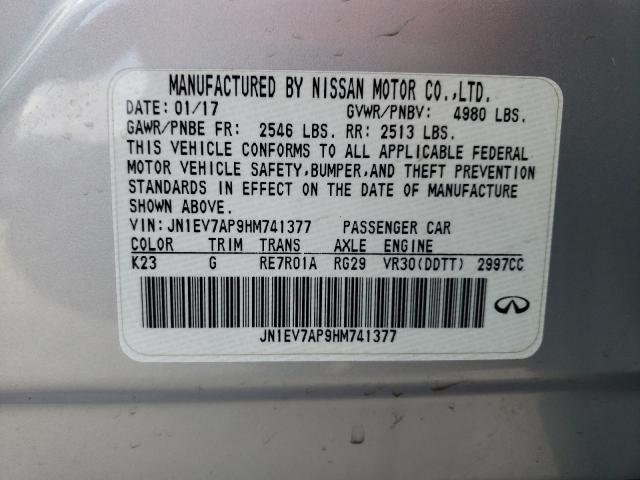 MANUFACTURED BY NISSAN MOTOR CO.,LTD.
DATE: 01/17 GVWR/PNBV: 4980 LBS.
GAWR/PNBE FR: 2546 LBS. RR: 2513 LBS.
THIS VEHICLE CONFORMS TO ALL APPLICABLE FEDERAL
MOTOR VEHICLE SAFETY,BUMPER,AND THEFT PREVENTION
STANDARDS IN EFFECT ON THE DATE OF MANUFACTURE
SHOWN ABOVE.
VIN:JN1EV7AP9HM741377 PASSENGER CAR
COLOR TRIM TRANS AXLE ENGINE
K23 G RE7R01A RG29 VR30(DDTT) 2997CC
JN1EV7AP9HM741377